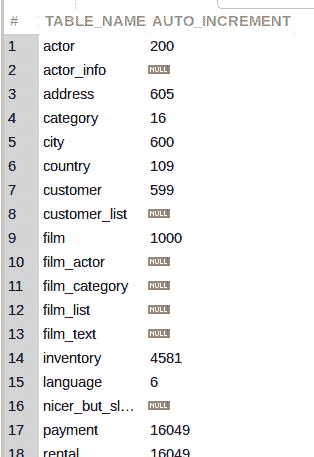 # TABLE_NAME AUTO_INCREMENT
1 actor 200
2 actor_info NULL
3 address 605
4 category 16
5 city 600
6 country 109
7 customer 599
8 customer_list NULL
9 film 1000
10 film_actor NULL
11 film_category NULL
12 film_list NULL
13 film_text NULL
14 inventory 4581
15 language 6
16 nicer_but_sl... NULL
17 payment 16049
18 rental 16049